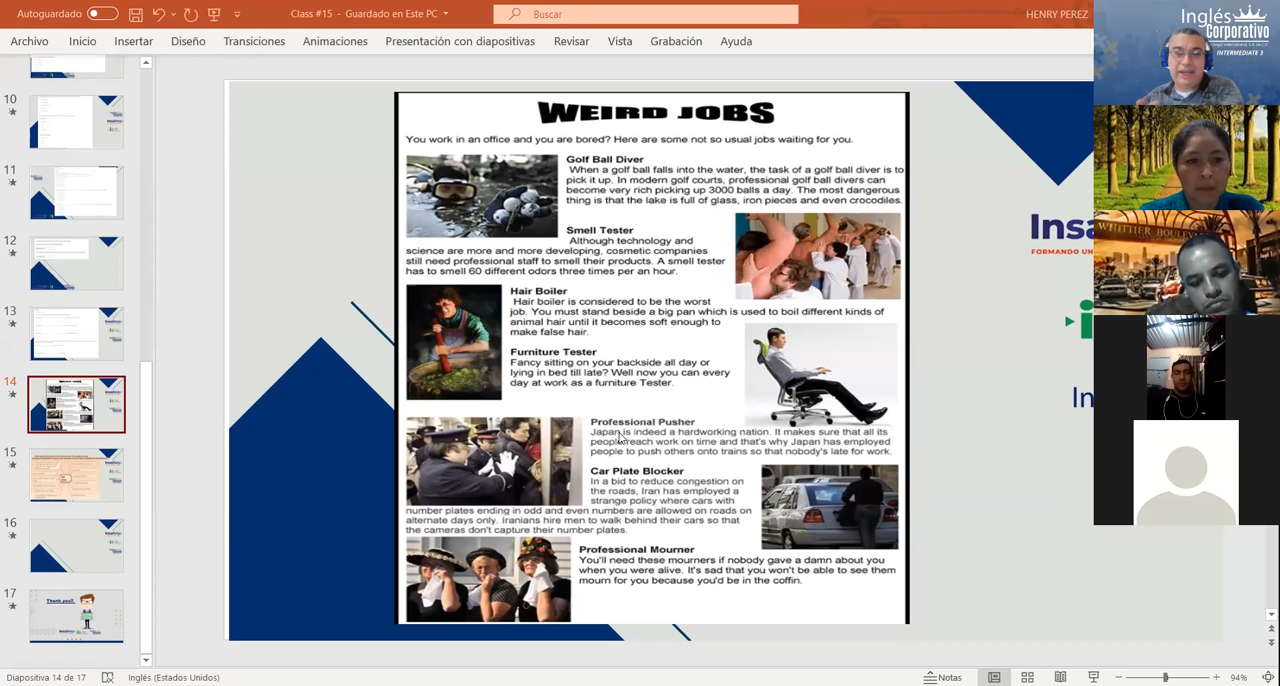 Autoguardado
Class #15 - Guardado en Este PC
Buscar
HENRY PEREZ
Archivo Inicio Insertar Diseño Transiciones Animaciones Presentación con diapositivas Revisar Vista Grabación Ayuda
Inglés
Corporativo
INTERMEDIATE 3
WEIRD JOBS
You work in an office and you are bored? Here are some not so usual jobs waiting for you.
Golf Ball Diver
When a golf ball falls into the water, the task of a golf ball diver is to
pick it up. In modern golf courts, professional golf ball divers can
become very rich picking up 3000 balls a day. The most dangerous
thing is that the lake is full of glass, iron pieces and even crocodiles.
Smell Tester
Although technology and
science are more and more developing, cosmetic companies
still need professional staff to smell their products. A smell tester
has to smell 60 different odors three times per an hour.
Hair Boiler
Hair boiler is considered to be the worst
job. You must stand beside a big pan which is used to boil different kinds of
animal hair until it becomes soft enough to
make false hair.
Furniture Tester
Fancy sitting on your backside all day or
lying in bed till late? Well now you can every
day at work as a furniture Tester.
Professional Pusher
Japan is indeed a hardworking nation. It makes sure that all its
people reach work on time and that's why Japan has employed
people to push others onto trains so that nobody's late for work.
Car Plate Blocker
In a bid to reduce congestion on
the roads, Iran has employed a
strange policy where cars with
number plates ending in odd and even numbers are allowed on roads on
alternate days only. Iranians hire men to walk behind their cars so that
the cameras don't capture their number plates.
Professional Mourner
You'll need these mourners if nobody gave a damn about you
when you were alive. It's sad that you won't be able to see them
mourn for you because you'd be in the coffin.
Insa
FORMANDO UN
i
In
WHITTIER BOULEV
10
11
12
13
14
15
16
17
Thank you!!
Diapositiva 14 de 17
Inglés (Estados Unidos)
Notas
94%